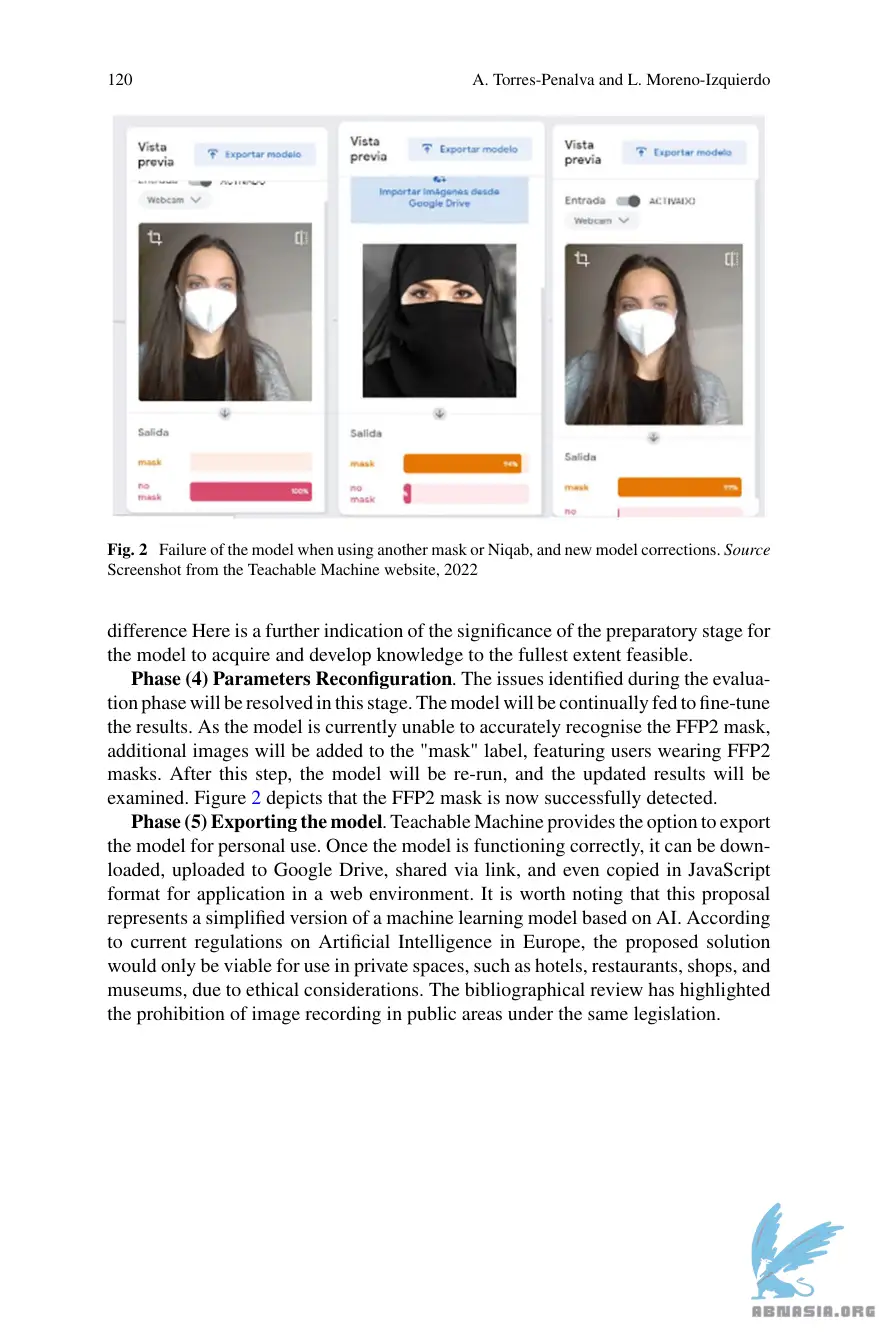 120
A. Torres-Penalva and L. Moreno-Izquierdo
Vista
previa
Exportar modelo
Webcam
Salida
mask
no
mask
100%
Vista
previa
Exportar modelo
Importar imágenes desde
Google Drive
Salida
mask
94%
no
mask
Vista
previa
Exportar modelo
Entrada
ACTIVADO
Webcam
Salida
mask
no
Fig. 2 Failure of the model when using another mask or Niqab, and new model corrections. Source
Screenshot from the Teachable Machine website, 2022
difference Here is a further indication of the significance of the preparatory stage for
the model to acquire and develop knowledge to the fullest extent feasible.
Phase (4) Parameters Reconfiguration. The issues identified during the evalua-
tion phase will be resolved in this stage. The model will be continually fed to fine-tune
the results. As the model is currently unable to accurately recognise the FFP2 mask,
additional images will be added to the "mask" label, featuring users wearing FFP2
masks. After this step, the model will be re-run, and the updated results will be
examined. Figure 2 depicts that the FFP2 mask is now successfully detected.
Phase (5) Exporting the model. Teachable Machine provides the option to export
the model for personal use. Once the model is functioning correctly, it can be down-
loaded, uploaded to Google Drive, shared via link, and even copied in JavaScript
format for application in a web environment. It is worth noting that this proposal
represents a simplified version of a machine learning model based on AI. According
to current regulations on Artificial Intelligence in Europe, the proposed solution
would only be viable for use in private spaces, such as hotels, restaurants, shops, and
museums, due to ethical considerations. The bibliographical review has highlighted
the prohibition of image recording in public areas under the same legislation.
ABNASIA.ORG